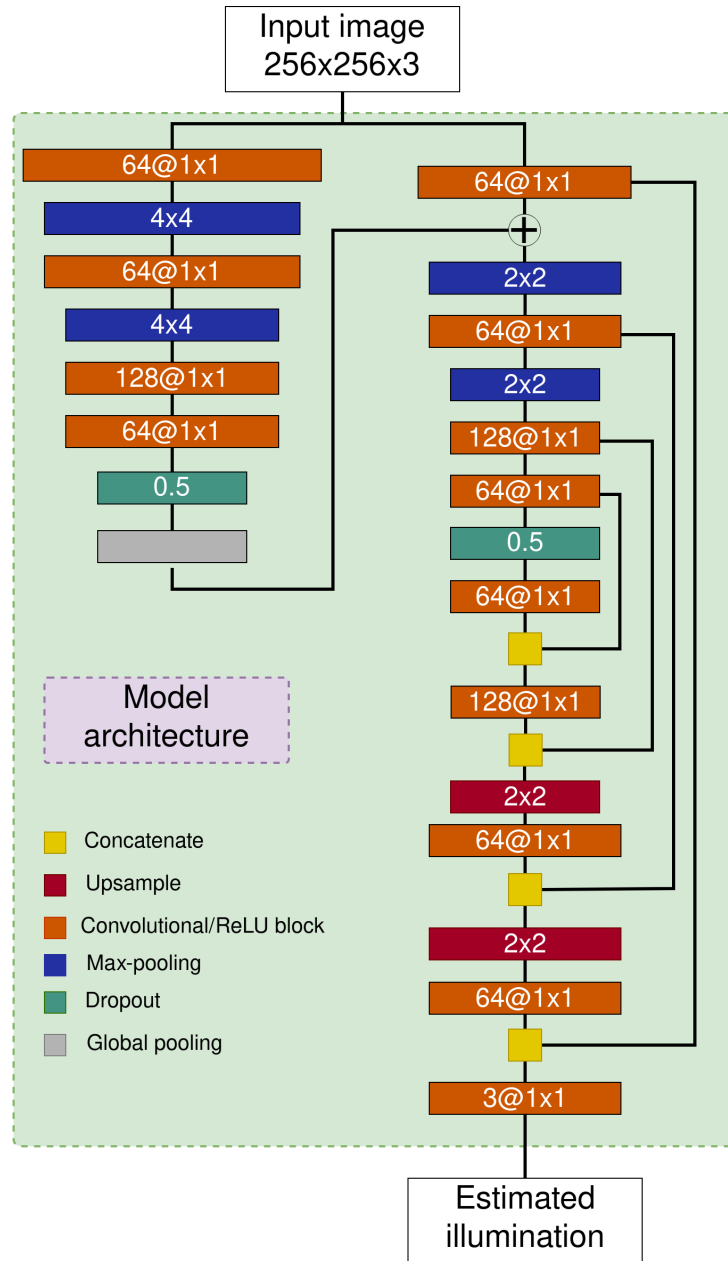 Input image
256x256x3
64@1x1
4x4
64@1x1
4x4
128@1x1
64@1x1
0.5
64@1x1
+
2x2
64@1x1
2x2
128@1x1
64@1x1
0.5
64@1x1
128@1x1
2x2
64@1x1
2x2
64@1x1
3@1x1
Model
architecture
Concatenate
Upsample
Convolutional/ReLU block
Max-pooling
Dropout
Global pooling
Estimated
illumination